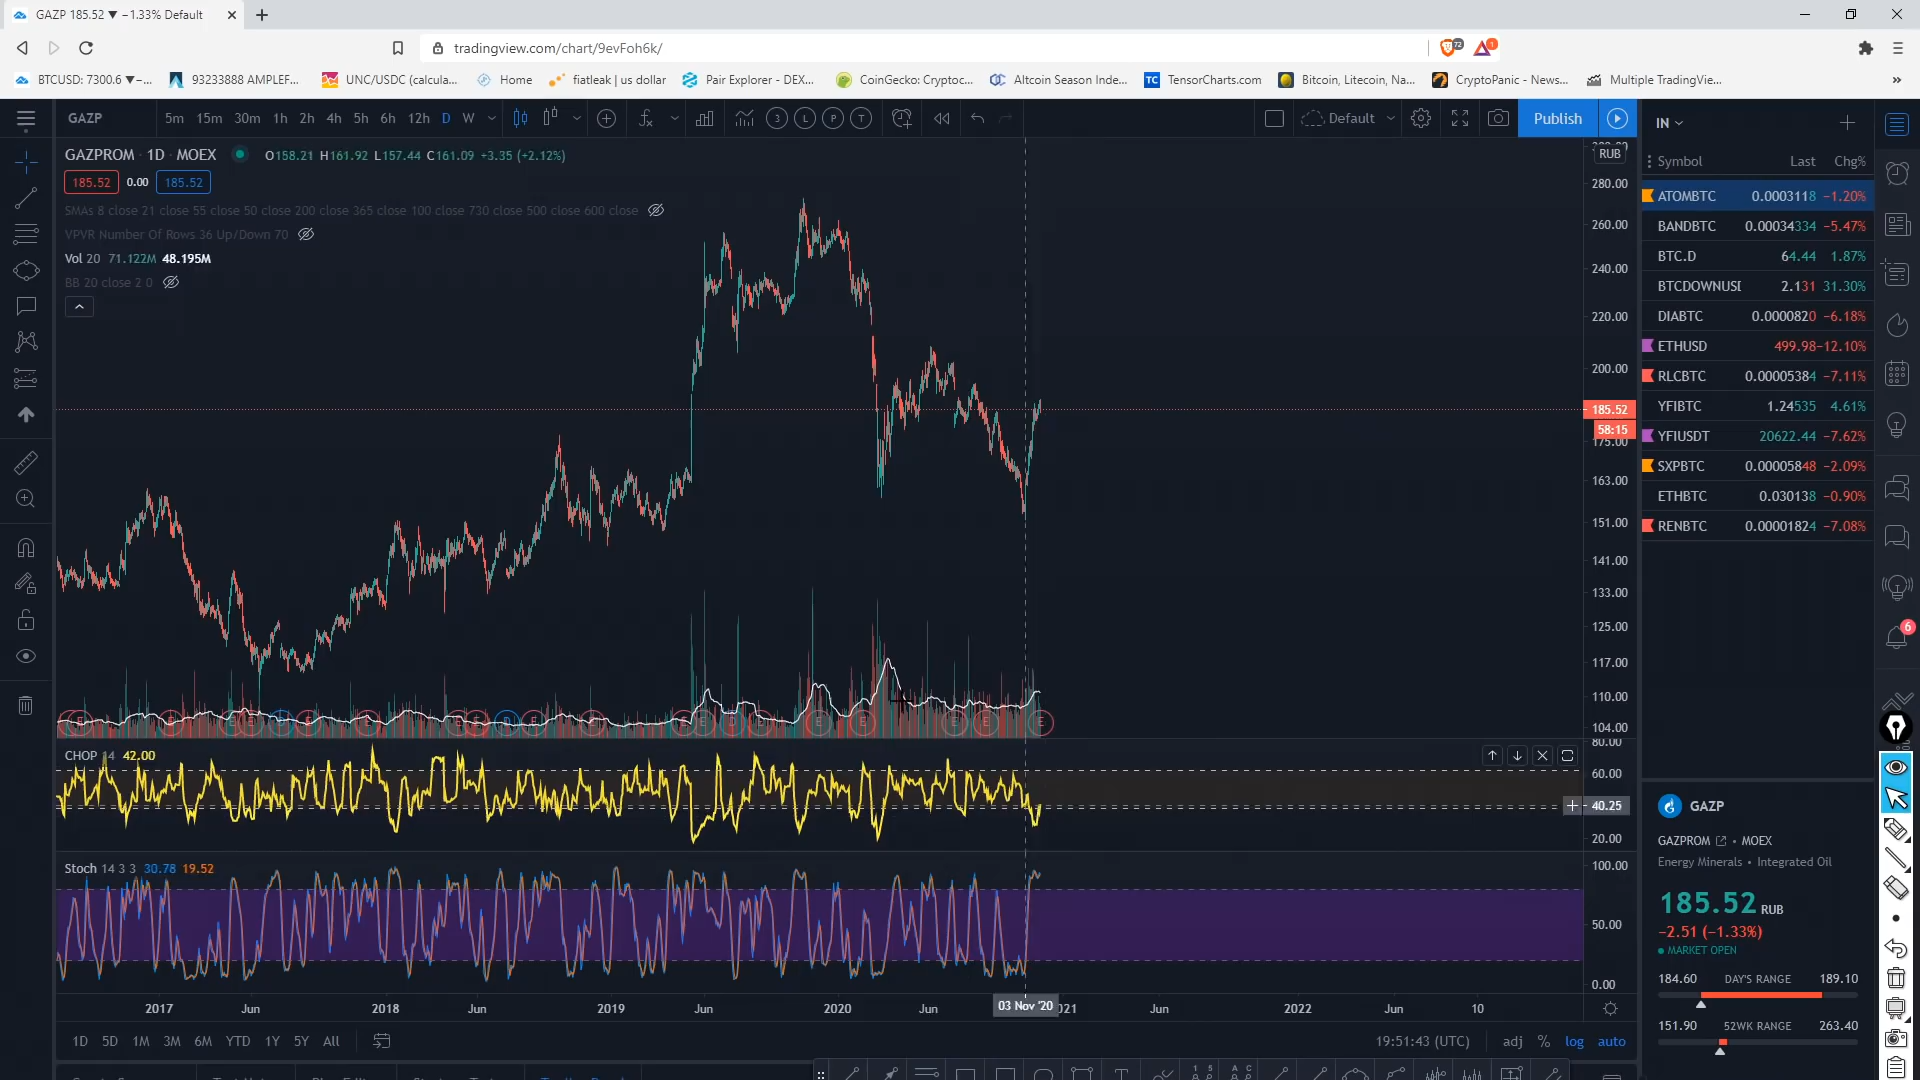 GAZP 185.52 ▼ −1.33% Default
tradingview.com/chart/9evFoh6k/
72
1
BTCUSD: 7300.6 ▼−...
93233888 AMPLEF...
UNC/USDC (calcula...
Home
fiatleak | us dollar
Pair Explorer - DEX...
CoinGecko: Cryptoc...
Altcoin Season Inde...
TC TensorCharts.com
Bitcoin, Litecoin, Na...
CryptoPanic - News...
Multiple TradingVie...
GAZP
5m 15m 30m 1h 2h 4h 5h 6h 12h D W
3 L P T
Default
Publish
GAZPROM · 1D · MOEX O158.21 H161.92 L157.44 C161.09 +3.35 (+2.12%)
185.52 0.00 185.52
SMAs 8 close 21 close 55 close 50 close 200 close 365 close 100 close 730 close 500 close 600 close
VPVR Number Of Rows 36 Up/Down 70
Vol 20 71.122M 48.195M
BB 20 close 2 0
RUB
280.00
260.00
240.00
220.00
200.00
185.52
58:15
175.00
163.00
151.00
141.00
133.00
125.00
117.00
110.00
104.00
CHOP 14 42.00
80.00
60.00
40.25
20.00
Stoch 14 3 3 30.78 19.52
100.00
50.00
0.00
2017 Jun 2018 Jun 2019 Jun 2020 Jun 03 Nov '20 021 Jun 2022 Jun 10
1D 5D 1M 3M 6M YTD 1Y 5Y All
19:51:43 (UTC) adj % log auto
IN
Symbol Last Chg%
ATOMBTC 0.0003118 −1.20%
BANDBTC 0.00034334 −5.47%
BTC.D 64.44 1.87%
BTCDOWNUSI 2.131 31.30%
DIABTC 0.0000820 −6.18%
ETHUSD 499.98 −12.10%
RLCBTC 0.00005384 −7.11%
YFIBTC 1.24535 4.61%
YFIUSDT 20622.44 −7.62%
SXPBTC 0.00005848 −2.09%
ETHBTC 0.030138 −0.90%
RENBTC 0.00001824 −7.08%
6
GAZP
GAZPROM • MOEX
Energy Minerals • Integrated Oil
185.52 RUB
−2.51 (−1.33%)
MARKET OPEN
184.60 DAY'S RANGE 189.10
151.90 52WK RANGE 263.40